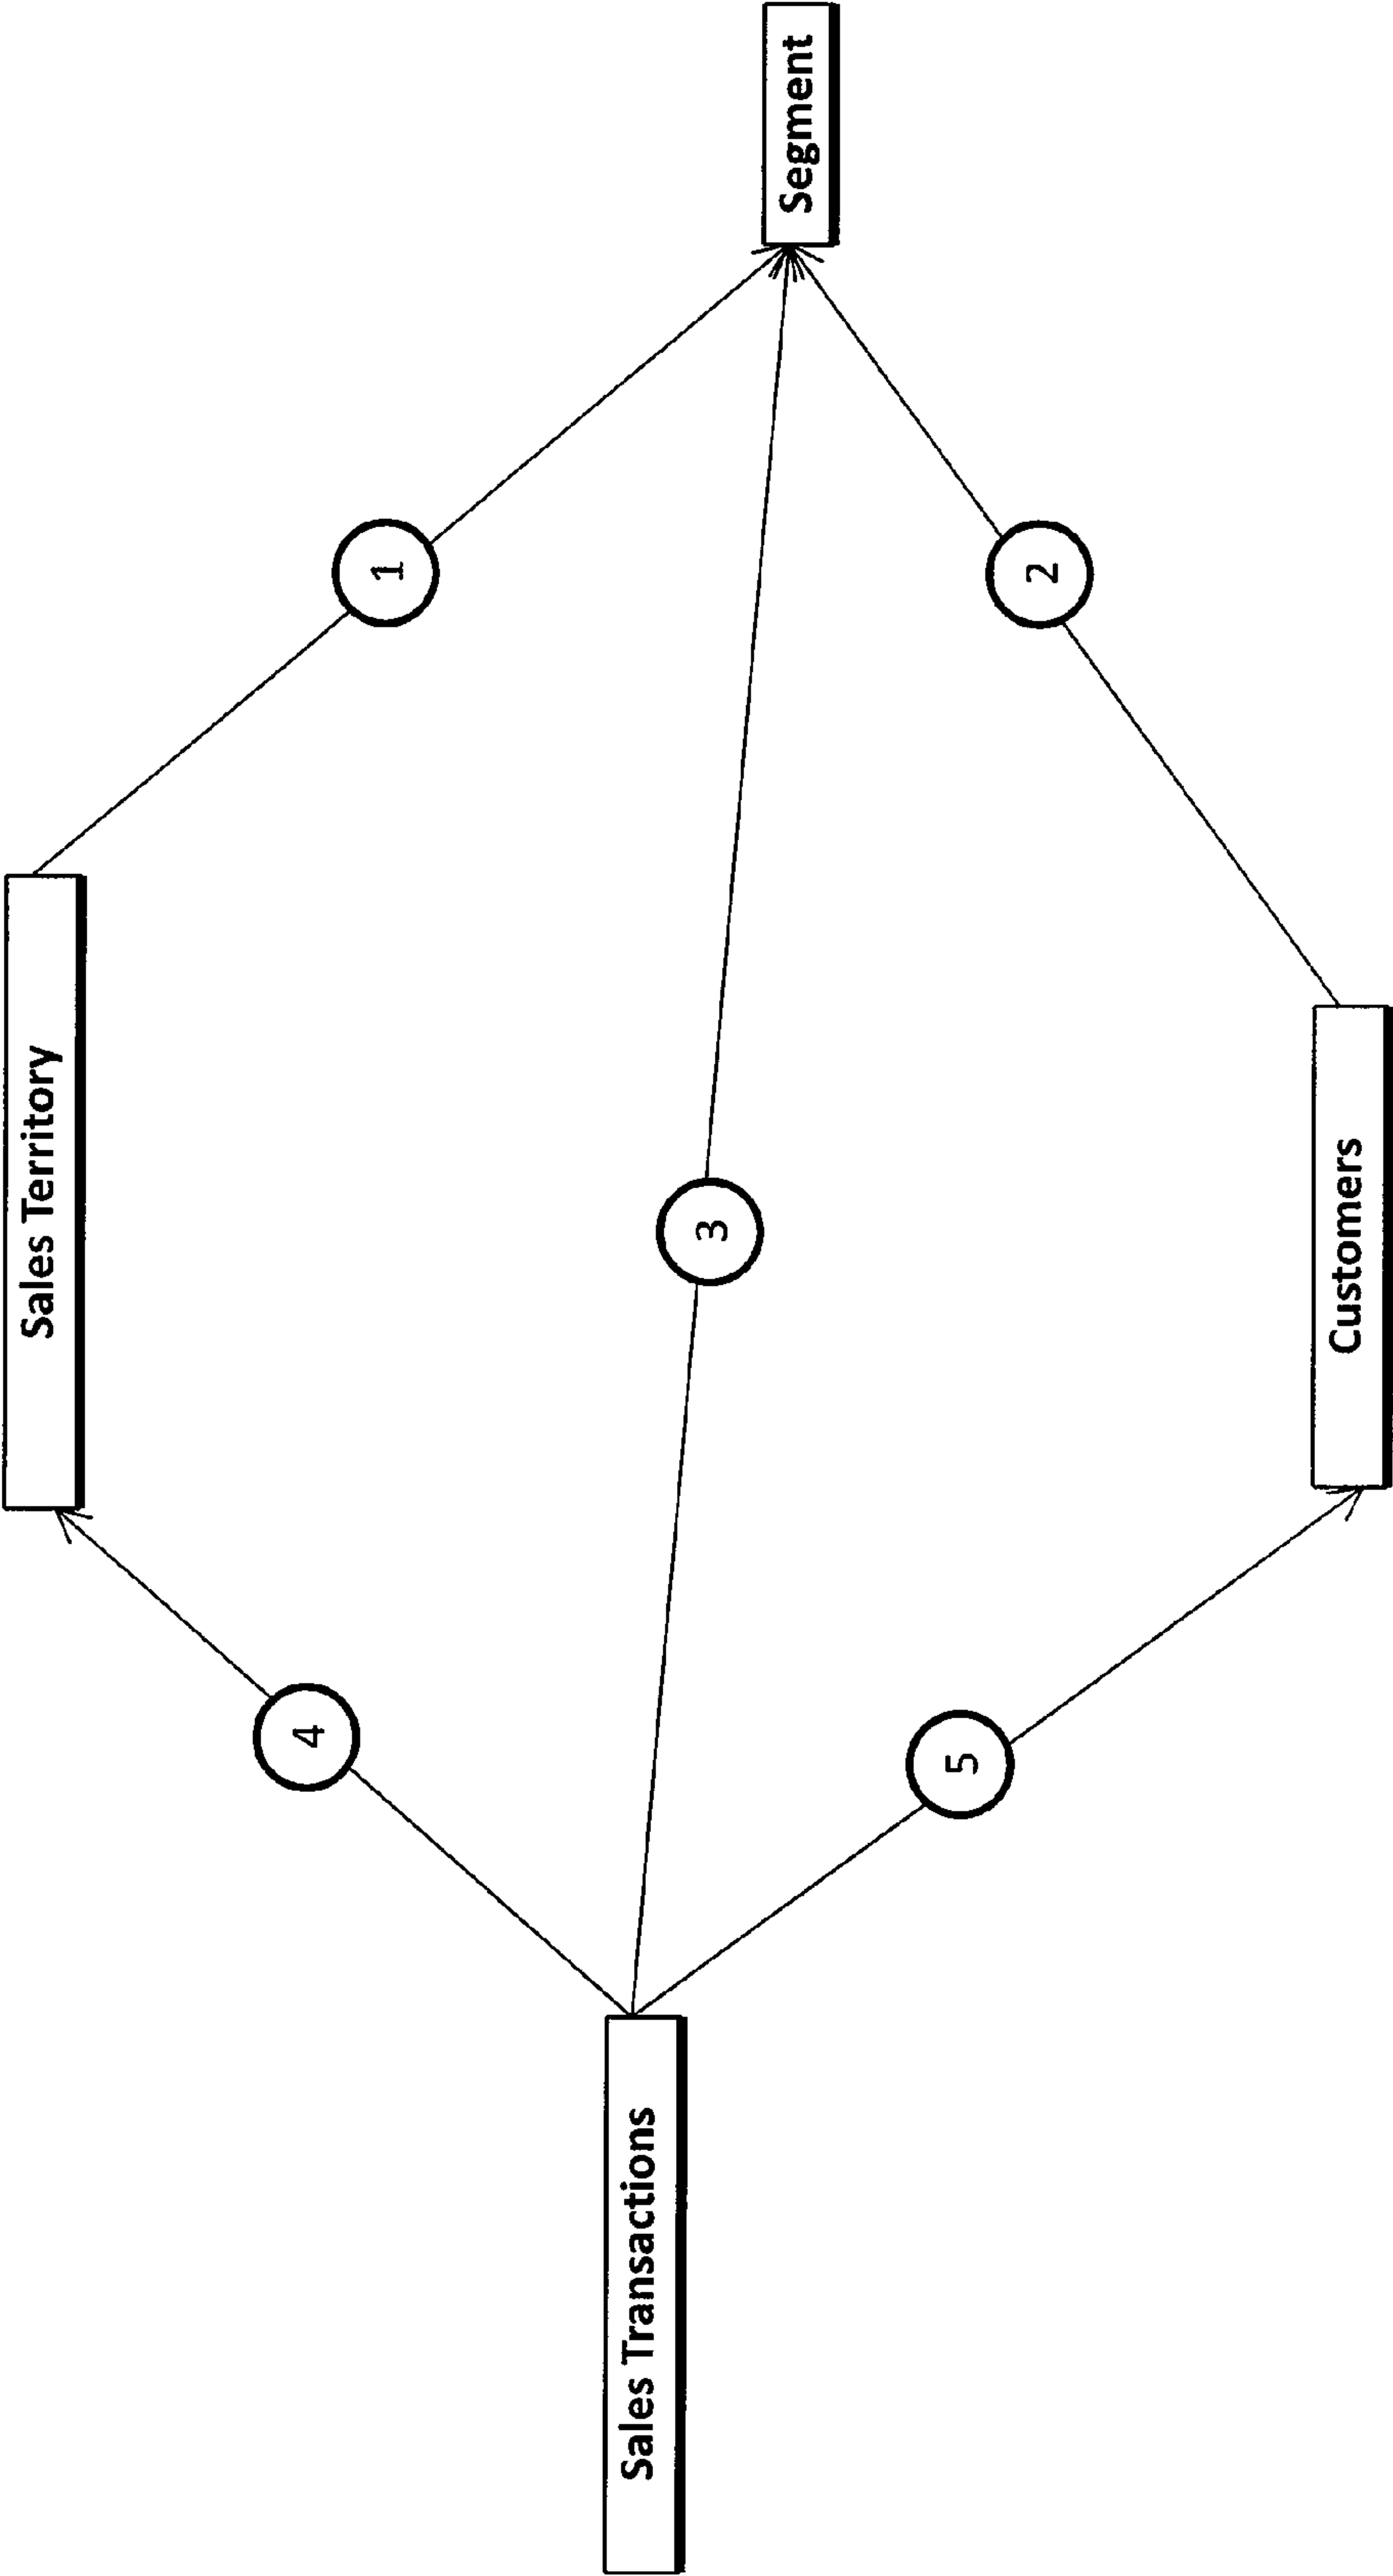 Sales Territory
4
1
Sales Transactions
3
Segment
5
2
Customers